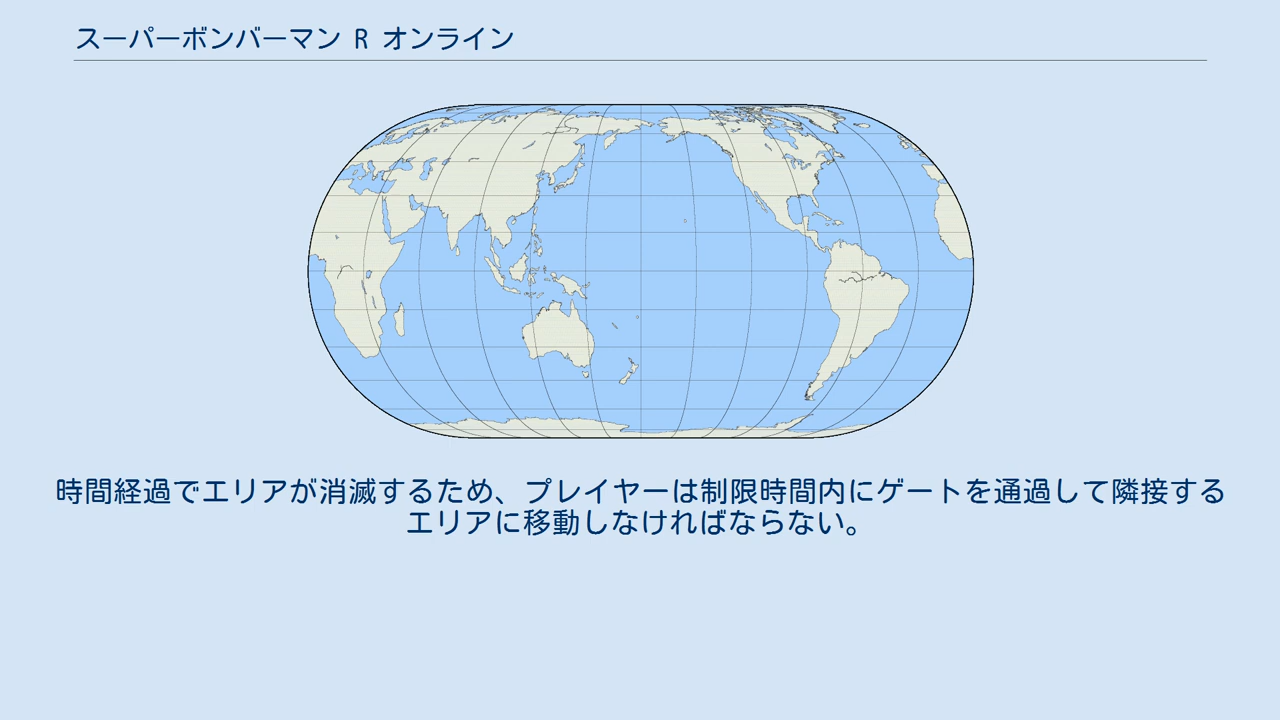 スーパーボンバーマン R オンライン
時間経過でエリアが消滅するため、プレイヤーは制限時間内にゲートを通過して隣接する
エリアに移動しなければならない。